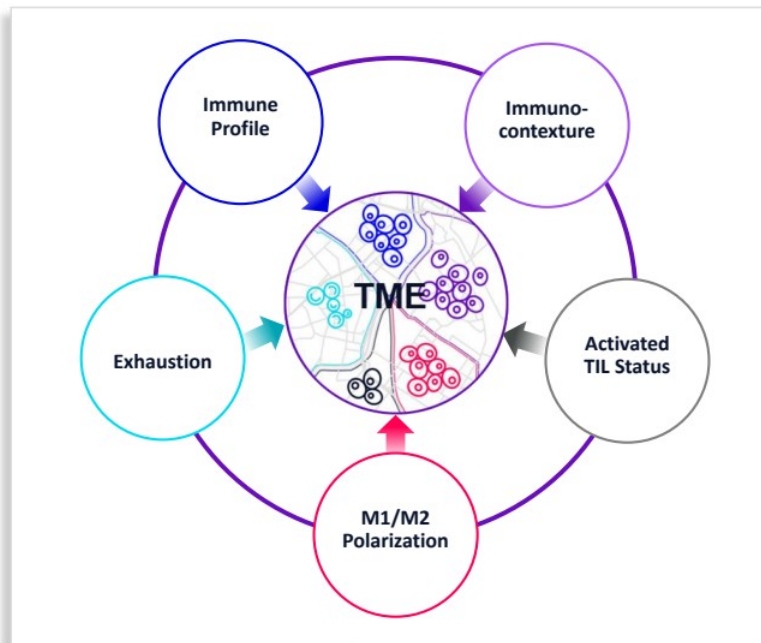 Immune
Profile
Immuno-
contexture
TME
Exhaustion
Activated
TIL Status
M1/M2
Polarization